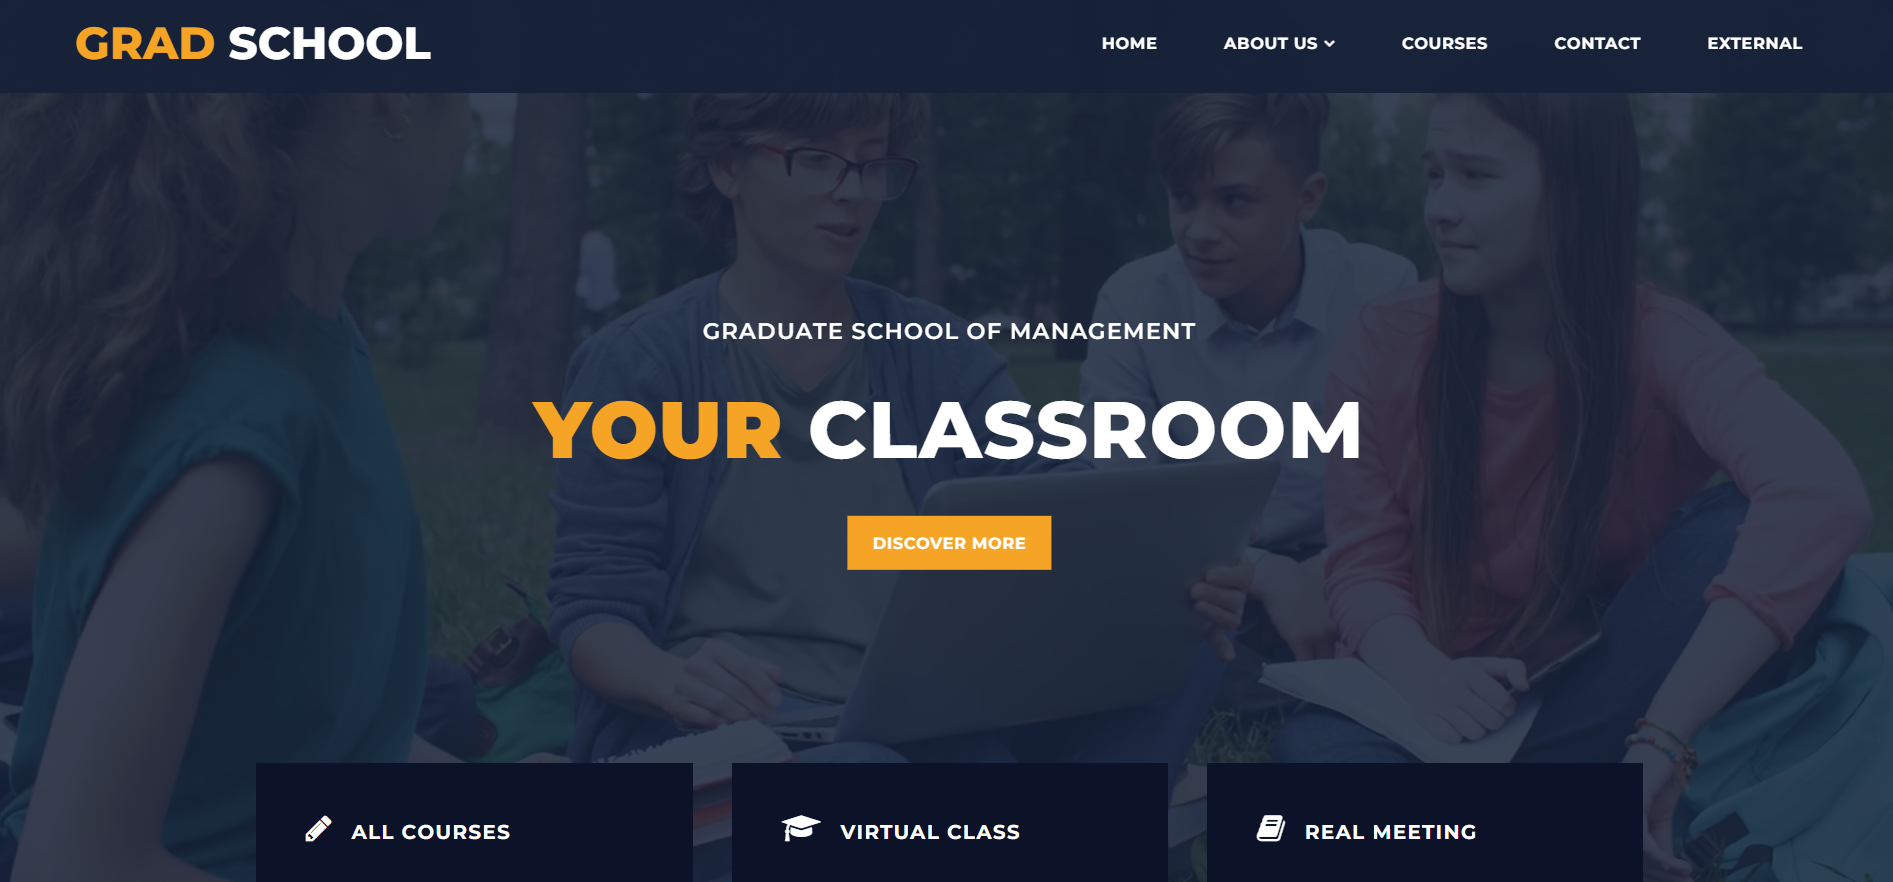 GRAD SCHOOL
HOME ABOUT US COURSES CONTACT EXTERNAL
GRADUATE SCHOOL OF MANAGEMENT
YOUR CLASSROOM
DISCOVER MORE
ALL COURSES
VIRTUAL CLASS
REAL MEETING